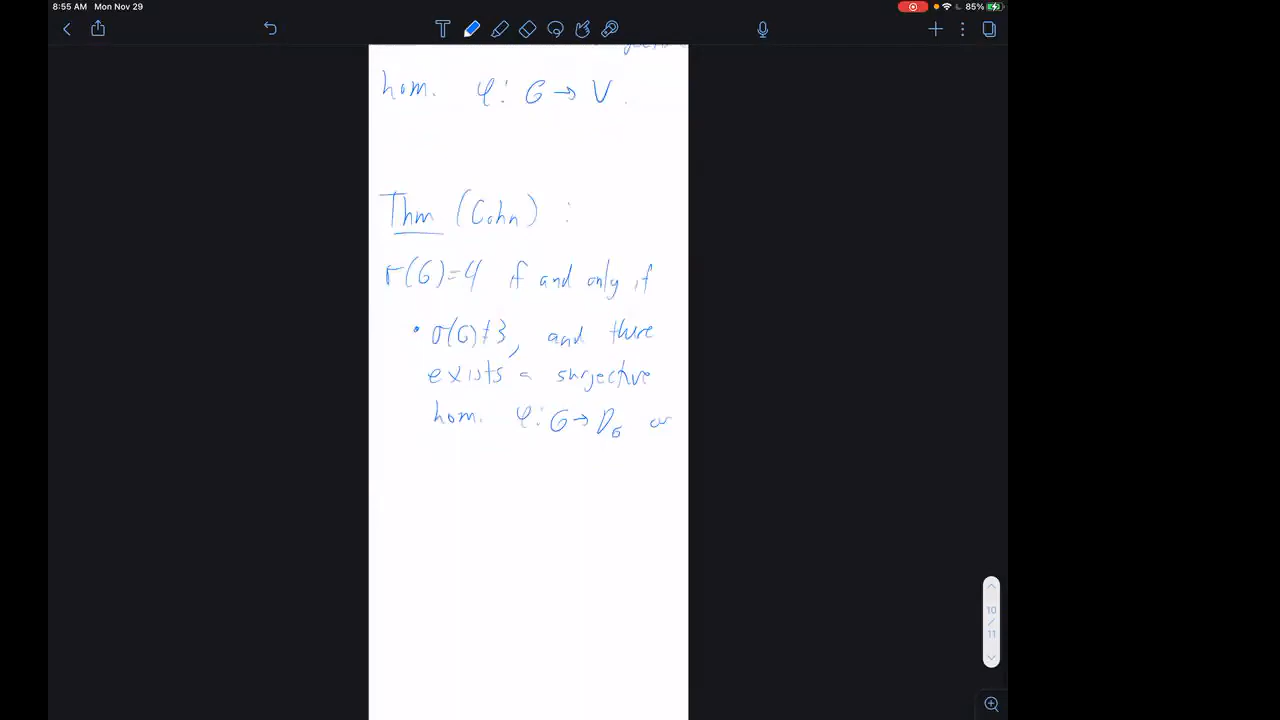 8:55 AM Mon Nov 29
85%
T
hom. φ: G → V.
Thm (Cohn) :
σ(G)=4 if and only if
• σ(G)≠3, and there
exists a surjective
hom. φ: G → D₆ or
10
/
11